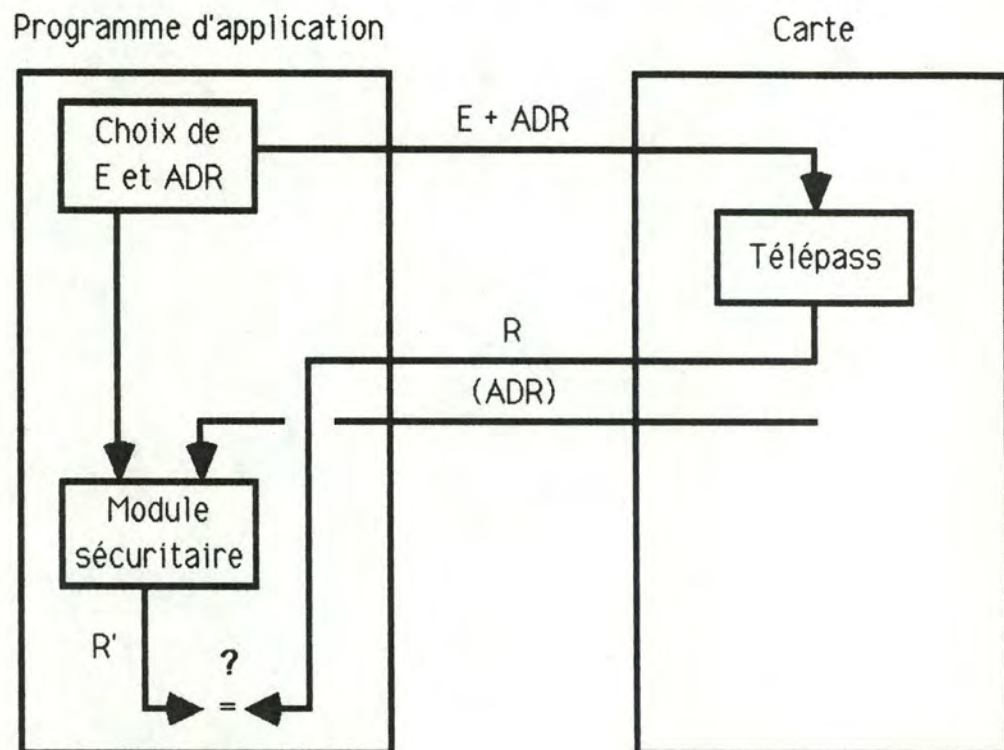 Programme d'application
Carte
Choix de
E et ADR
E + ADR
Télépass
R
(ADR)
Module
sécuritaire
R'
?
=